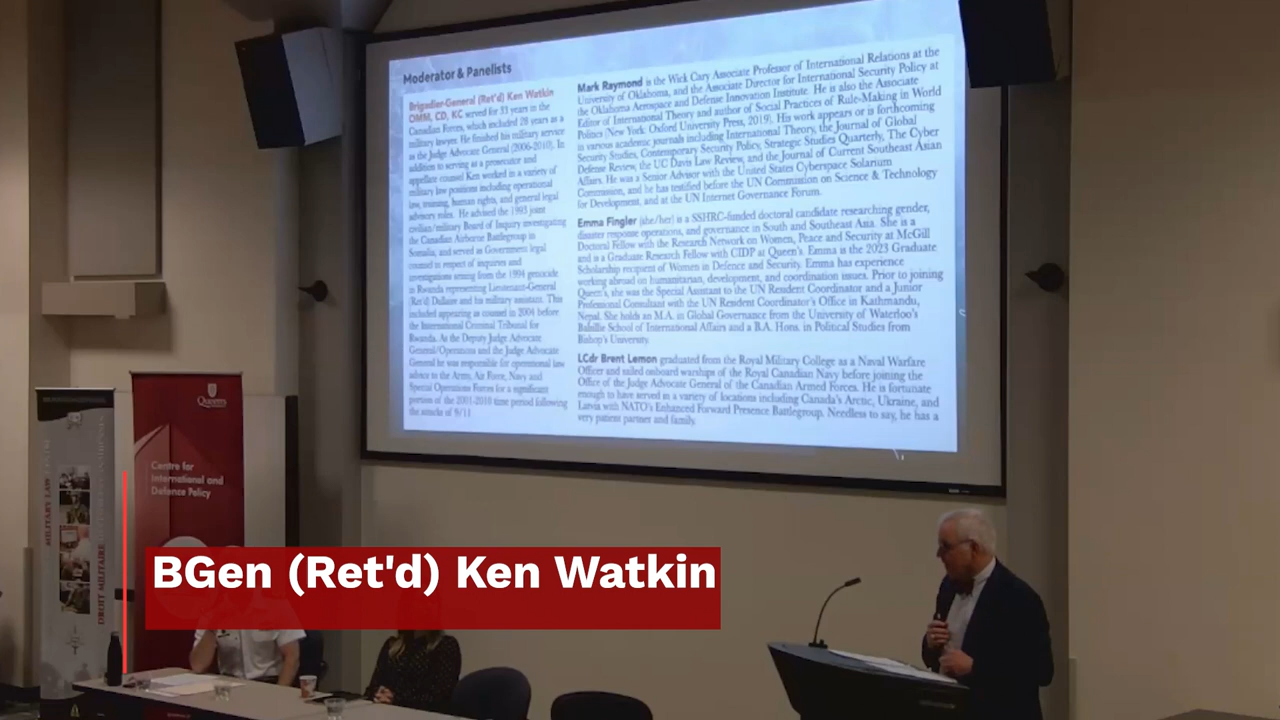 Moderator & Panelists
Brigadier-General (Ret'd) Ken Watkin
OMM, CD, KC served for 33 years in the
Canadian Forces, which included 28 years as a
military lawyer. He finished his military service
as the Judge Advocate General (2006-2010). In
addition to serving as a prosecutor and
appellate counsel Ken worked in a variety of
military law positions including operational
law, training, human rights, and general legal
advisory roles. He advised the 1993 joint
civilian/military Board of Inquiry investigating
the Canadian Airborne Battlegroup in
Somalia, and served as Government legal
counsel in respect of inquiries and
investigations arising from the 1994 genocide
in Rwanda representing Lieutenant-General
(Ret'd) Dallaire and his military assistant. This
included appearing as counsel in 2004 before
the International Criminal Tribunal for
Rwanda. As the Deputy Judge Advocate
General/Operations and the Judge Advocate
General he was responsible for operational law
advice to the Army, Air Force, Navy and
Special Operations Forces for a significant
portion of the 2001-2010 time period following
the attacks of 9/11
Mark Raymond is the Wick Cary Associate Professor of International Relations at the
University of Oklahoma, and the Associate Director for International Security Policy at
the Oklahoma Aerospace and Defense Innovation Institute. He is also the Associate
Editor of International Theory and author of Social Practices of Rule-Making in World
Politics (New York: Oxford University Press, 2019). His work appears or is forthcoming
in various academic journals including International Theory, the Journal of Global
Security Studies, Contemporary Security Policy, Strategic Studies Quarterly, The Cyber
Defense Review, the UC Davis Law Review, and the Journal of Current Southeast Asian
Affairs. He was a Senior Advisor with the United States Cyberspace Solarium
Commission, and he has testified before the UN Commission on Science & Technology
for Development, and at the UN Internet Governance Forum.
Emma Fingler (she/her) is a SSHRC-funded doctoral candidate researching gender,
disaster response operations, and governance in South and Southeast Asia. She is a
Doctoral Fellow with the Research Network on Women, Peace and Security at McGill
and is a Graduate Research Fellow with CIDP at Queen's. Emma is the 2023 Graduate
Scholarship recipient of Women in Defence and Security. Emma has experience
working abroad on humanitarian, development, and coordination issues. Prior to joining
Queen's, she was the Special Assistant to the UN Resident Coordinator and a Junior
Professional Consultant with the UN Resident Coordinator's Office in Kathmandu,
Nepal. She holds an M.A. in Global Governance from the University of Waterloo's
Balsillie School of International Affairs and a B.A. Hons. in Political Studies from
Bishop's University.
LCdr Brent Lemon graduated from the Royal Military College as a Naval Warfare
Officer and sailed onboard warships of the Royal Canadian Navy before joining the
Office of the Judge Advocate General of the Canadian Armed Forces. He is fortunate
enough to have served in a variety of locations including Canada's Arctic, Ukraine, and
Latvia with NATO's Enhanced Forward Presence Battlegroup. Needless to say, he has a
very patient partner and family.
Queen's
Centre for
International and
Defence Policy
MILITARY LAW
DROIT MILITAIRE
BGen (Ret'd) Ken Watkin